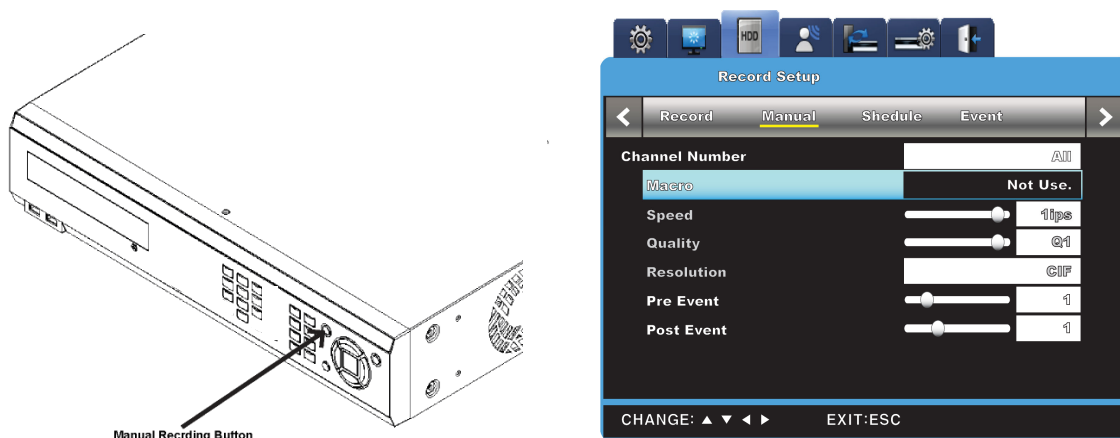 Manual Recrding Button
HDD
Record Setup
Record Manual Shedule Event
Channel Number All
Macro Not Use.
Speed 1ips
Quality Q1
Resolution CIF
Pre Event 1
Post Event 1
CHANGE: ▲ ▼ ◀ ▶ EXIT:ESC